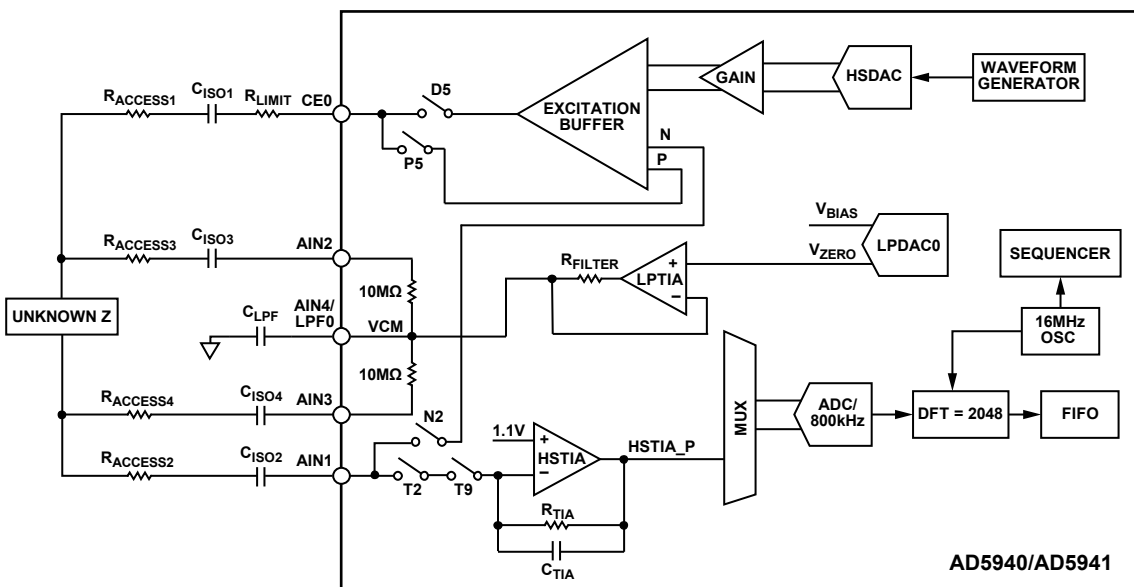 WAVEFORM
GENERATOR
HSDAC
GAIN
EXCITATION
BUFFER
N
P
D5
P5
CE0
RLIMIT
CISO1
RACCESS1
RACCESS3
CISO3
AIN2
10MΩ
RFILTER
LPTIA
+
−
VBIAS
VZERO
LPDAC0
SEQUENCER
16MHz
OSC
UNKNOWN Z
CLPF
AIN4/
LPF0
VCM
10MΩ
RACCESS4
CISO4
AIN3
N2
RACCESS2
CISO2
AIN1
T2
T9
1.1V
+
−
HSTIA
HSTIA_P
RTIA
CTIA
MUX
ADC/
800kHz
DFT = 2048
FIFO
AD5940/AD5941